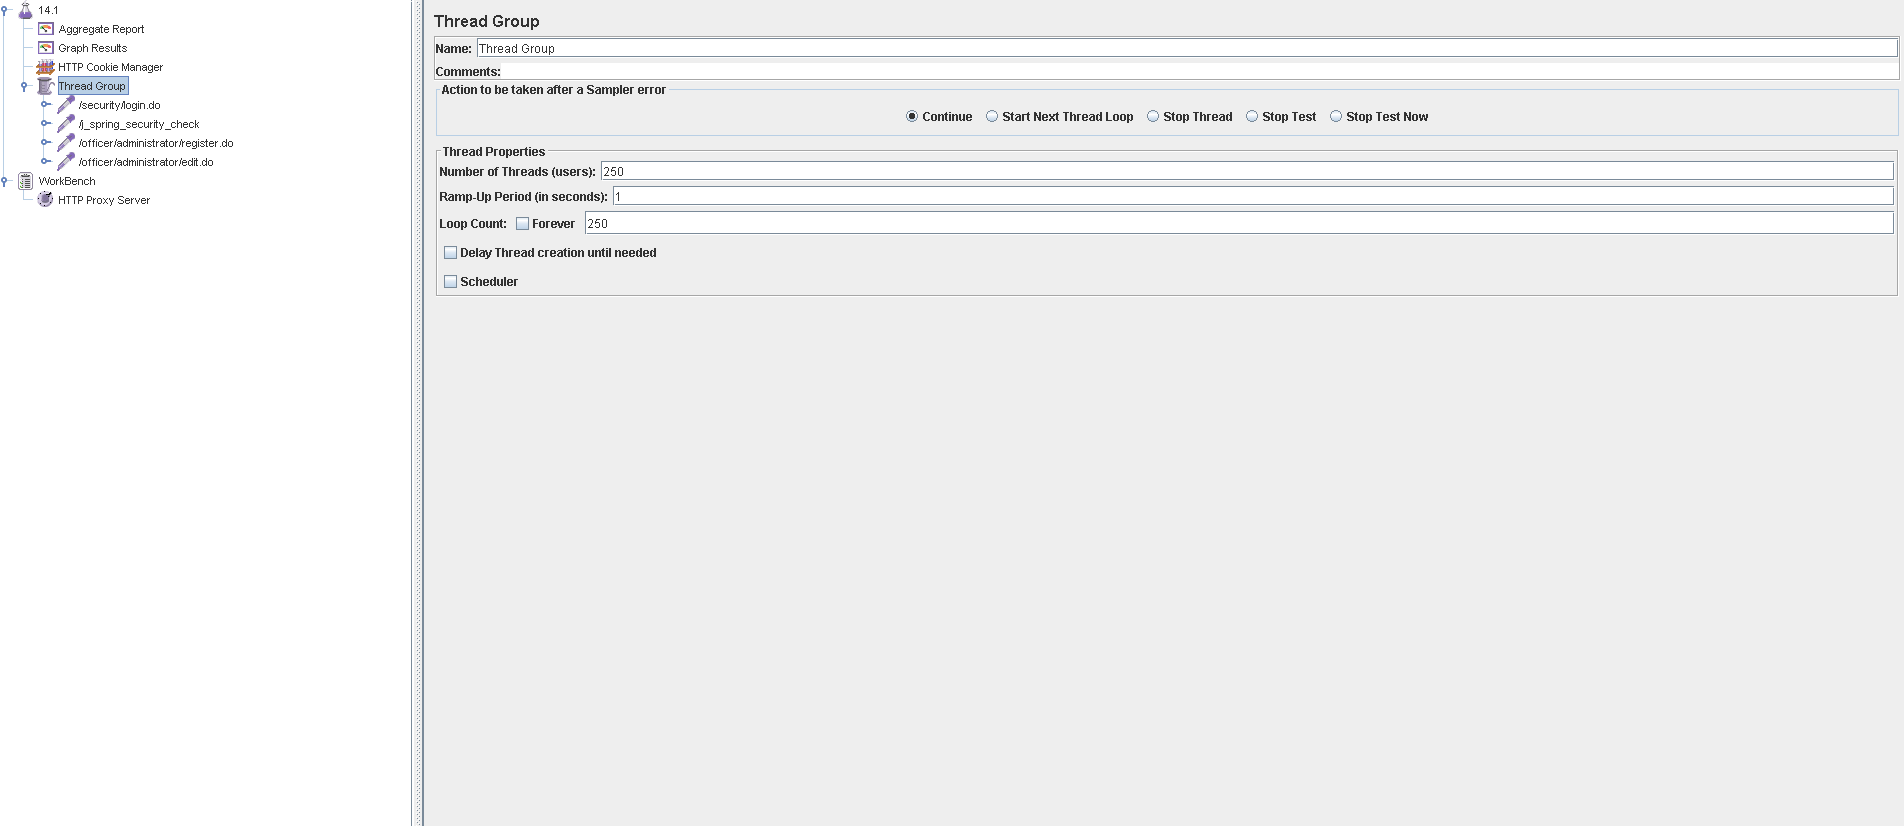 14.1
Aggregate Report
Graph Results
HTTP Cookie Manager
Thread Group
/security/login.do
/j_spring_security_check
/officer/administrator/register.do
/officer/administrator/edit.do
WorkBench
HTTP Proxy Server
Thread Group
Name: Thread Group
Comments:
Action to be taken after a Sampler error
Continue Start Next Thread Loop Stop Thread Stop Test Stop Test Now
Thread Properties
Number of Threads (users): 250
Ramp-Up Period (in seconds): 1
Loop Count: Forever 250
Delay Thread creation until needed
Scheduler